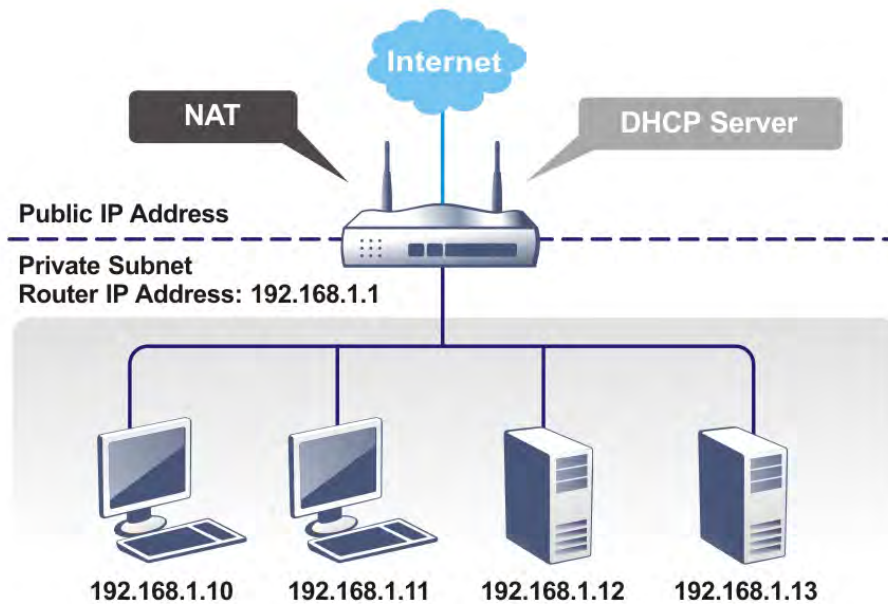 Internet
NAT
DHCP Server
Public IP Address
Private Subnet
Router IP Address: 192.168.1.1
192.168.1.10
192.168.1.11
192.168.1.12
192.168.1.13